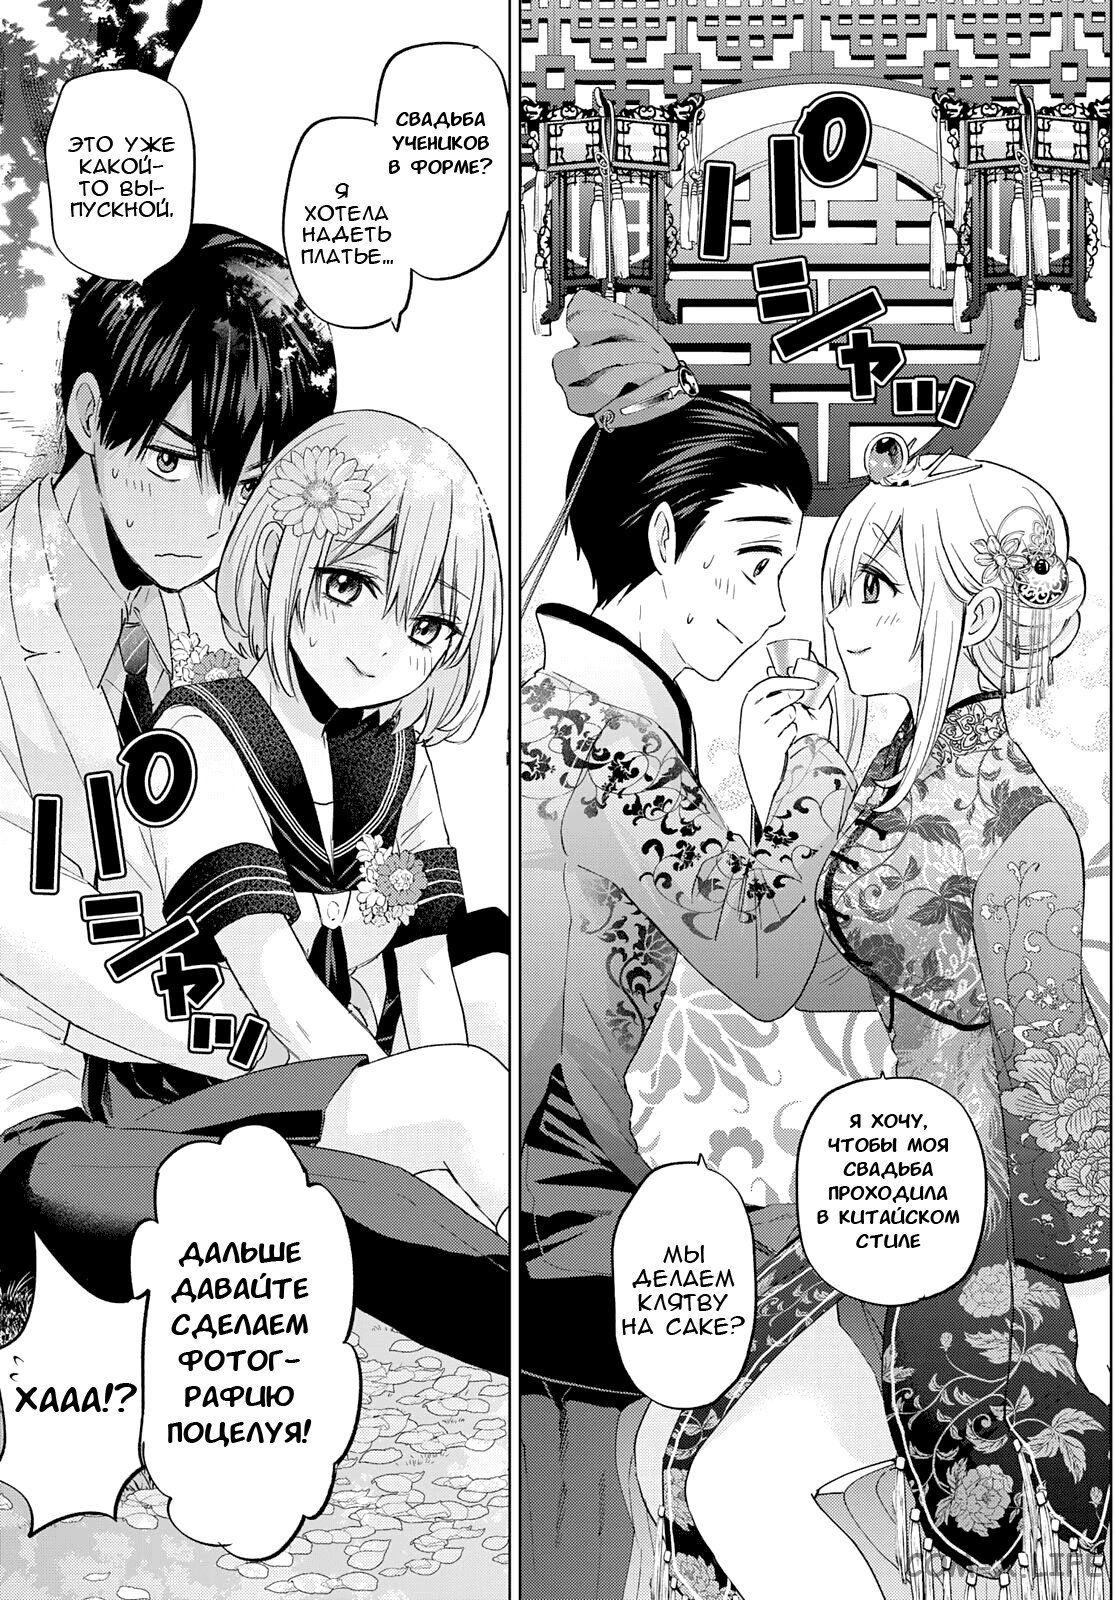 パシャッ
Я ХОЧУ,
ЧТОБЫ МОЯ
СВАДЬБА
ПРОХОДИЛА
В КИТАЙСКОМ
СТИЛЕ
МЫ
ДЕЛАЕМ
КЛЯТВУ
НА САКЕ?
СВАДЬБА
УЧЕНИКОВ
В ФОРМЕ?
Я
ХОТЕЛА
НАДЕТЬ
ПЛАТЬЕ...
ЭТО УЖЕ
КАКОЙ-
ТО ВЫ-
ПУСКНОЙ.
パシャッ
ДАЛЬШЕ
ДАВАЙТЕ
СДЕЛАЕМ
ФОТОГ-
РАФИЮ
ПОЦЕЛУЯ!
ХААА!?